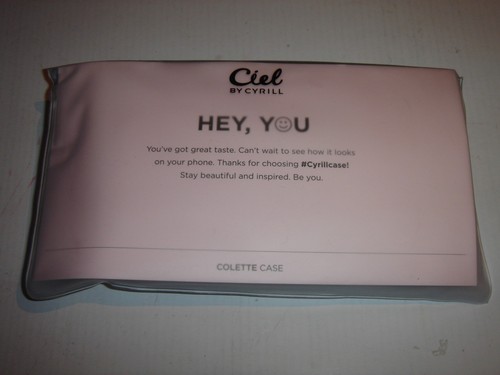 Ciel
BY CYRILL
HEY, YOU
You've got great taste. Can't wait to see how it looks
on your phone. Thanks for choosing #Cyrillcase!
Stay beautiful and inspired. Be you.
COLETTE CASE